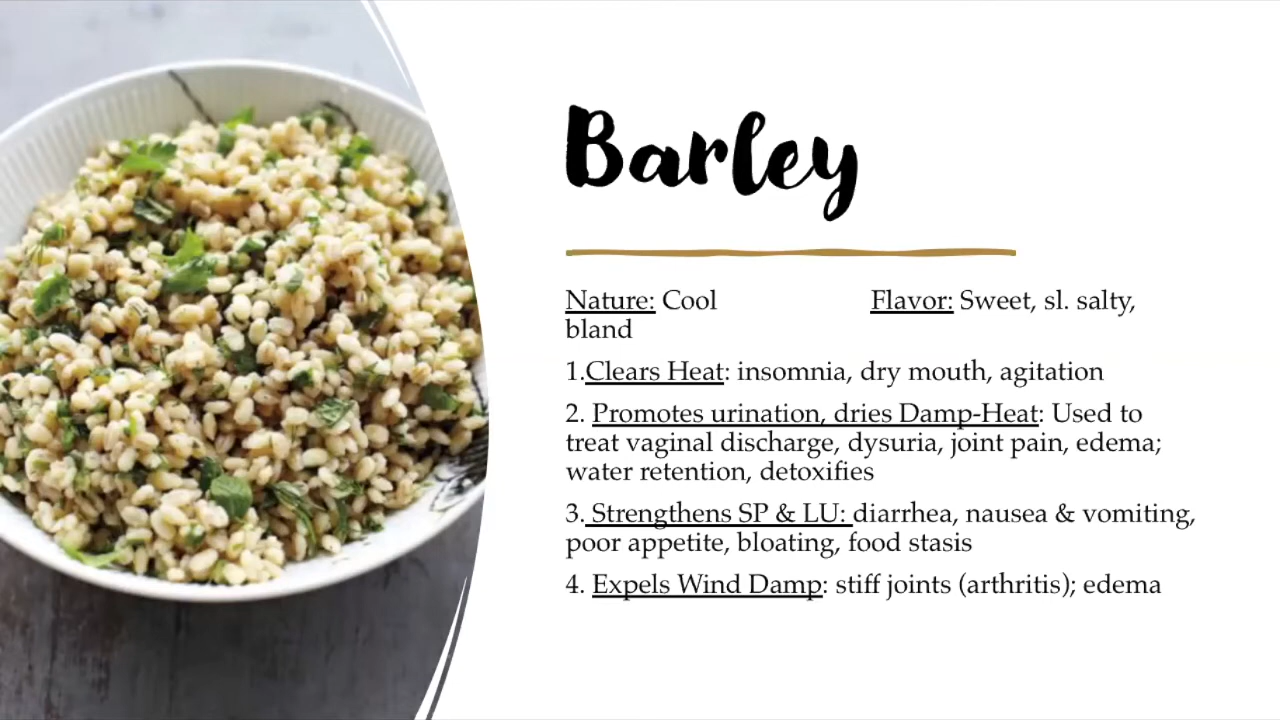 Barley
Nature: Cool Flavor: Sweet, sl. salty,
bland
1.Clears Heat: insomnia, dry mouth, agitation
2. Promotes urination, dries Damp-Heat: Used to
treat vaginal discharge, dysuria, joint pain, edema;
water retention, detoxifies
3. Strengthens SP & LU: diarrhea, nausea & vomiting,
poor appetite, bloating, food stasis
4. Expels Wind Damp: stiff joints (arthritis); edema